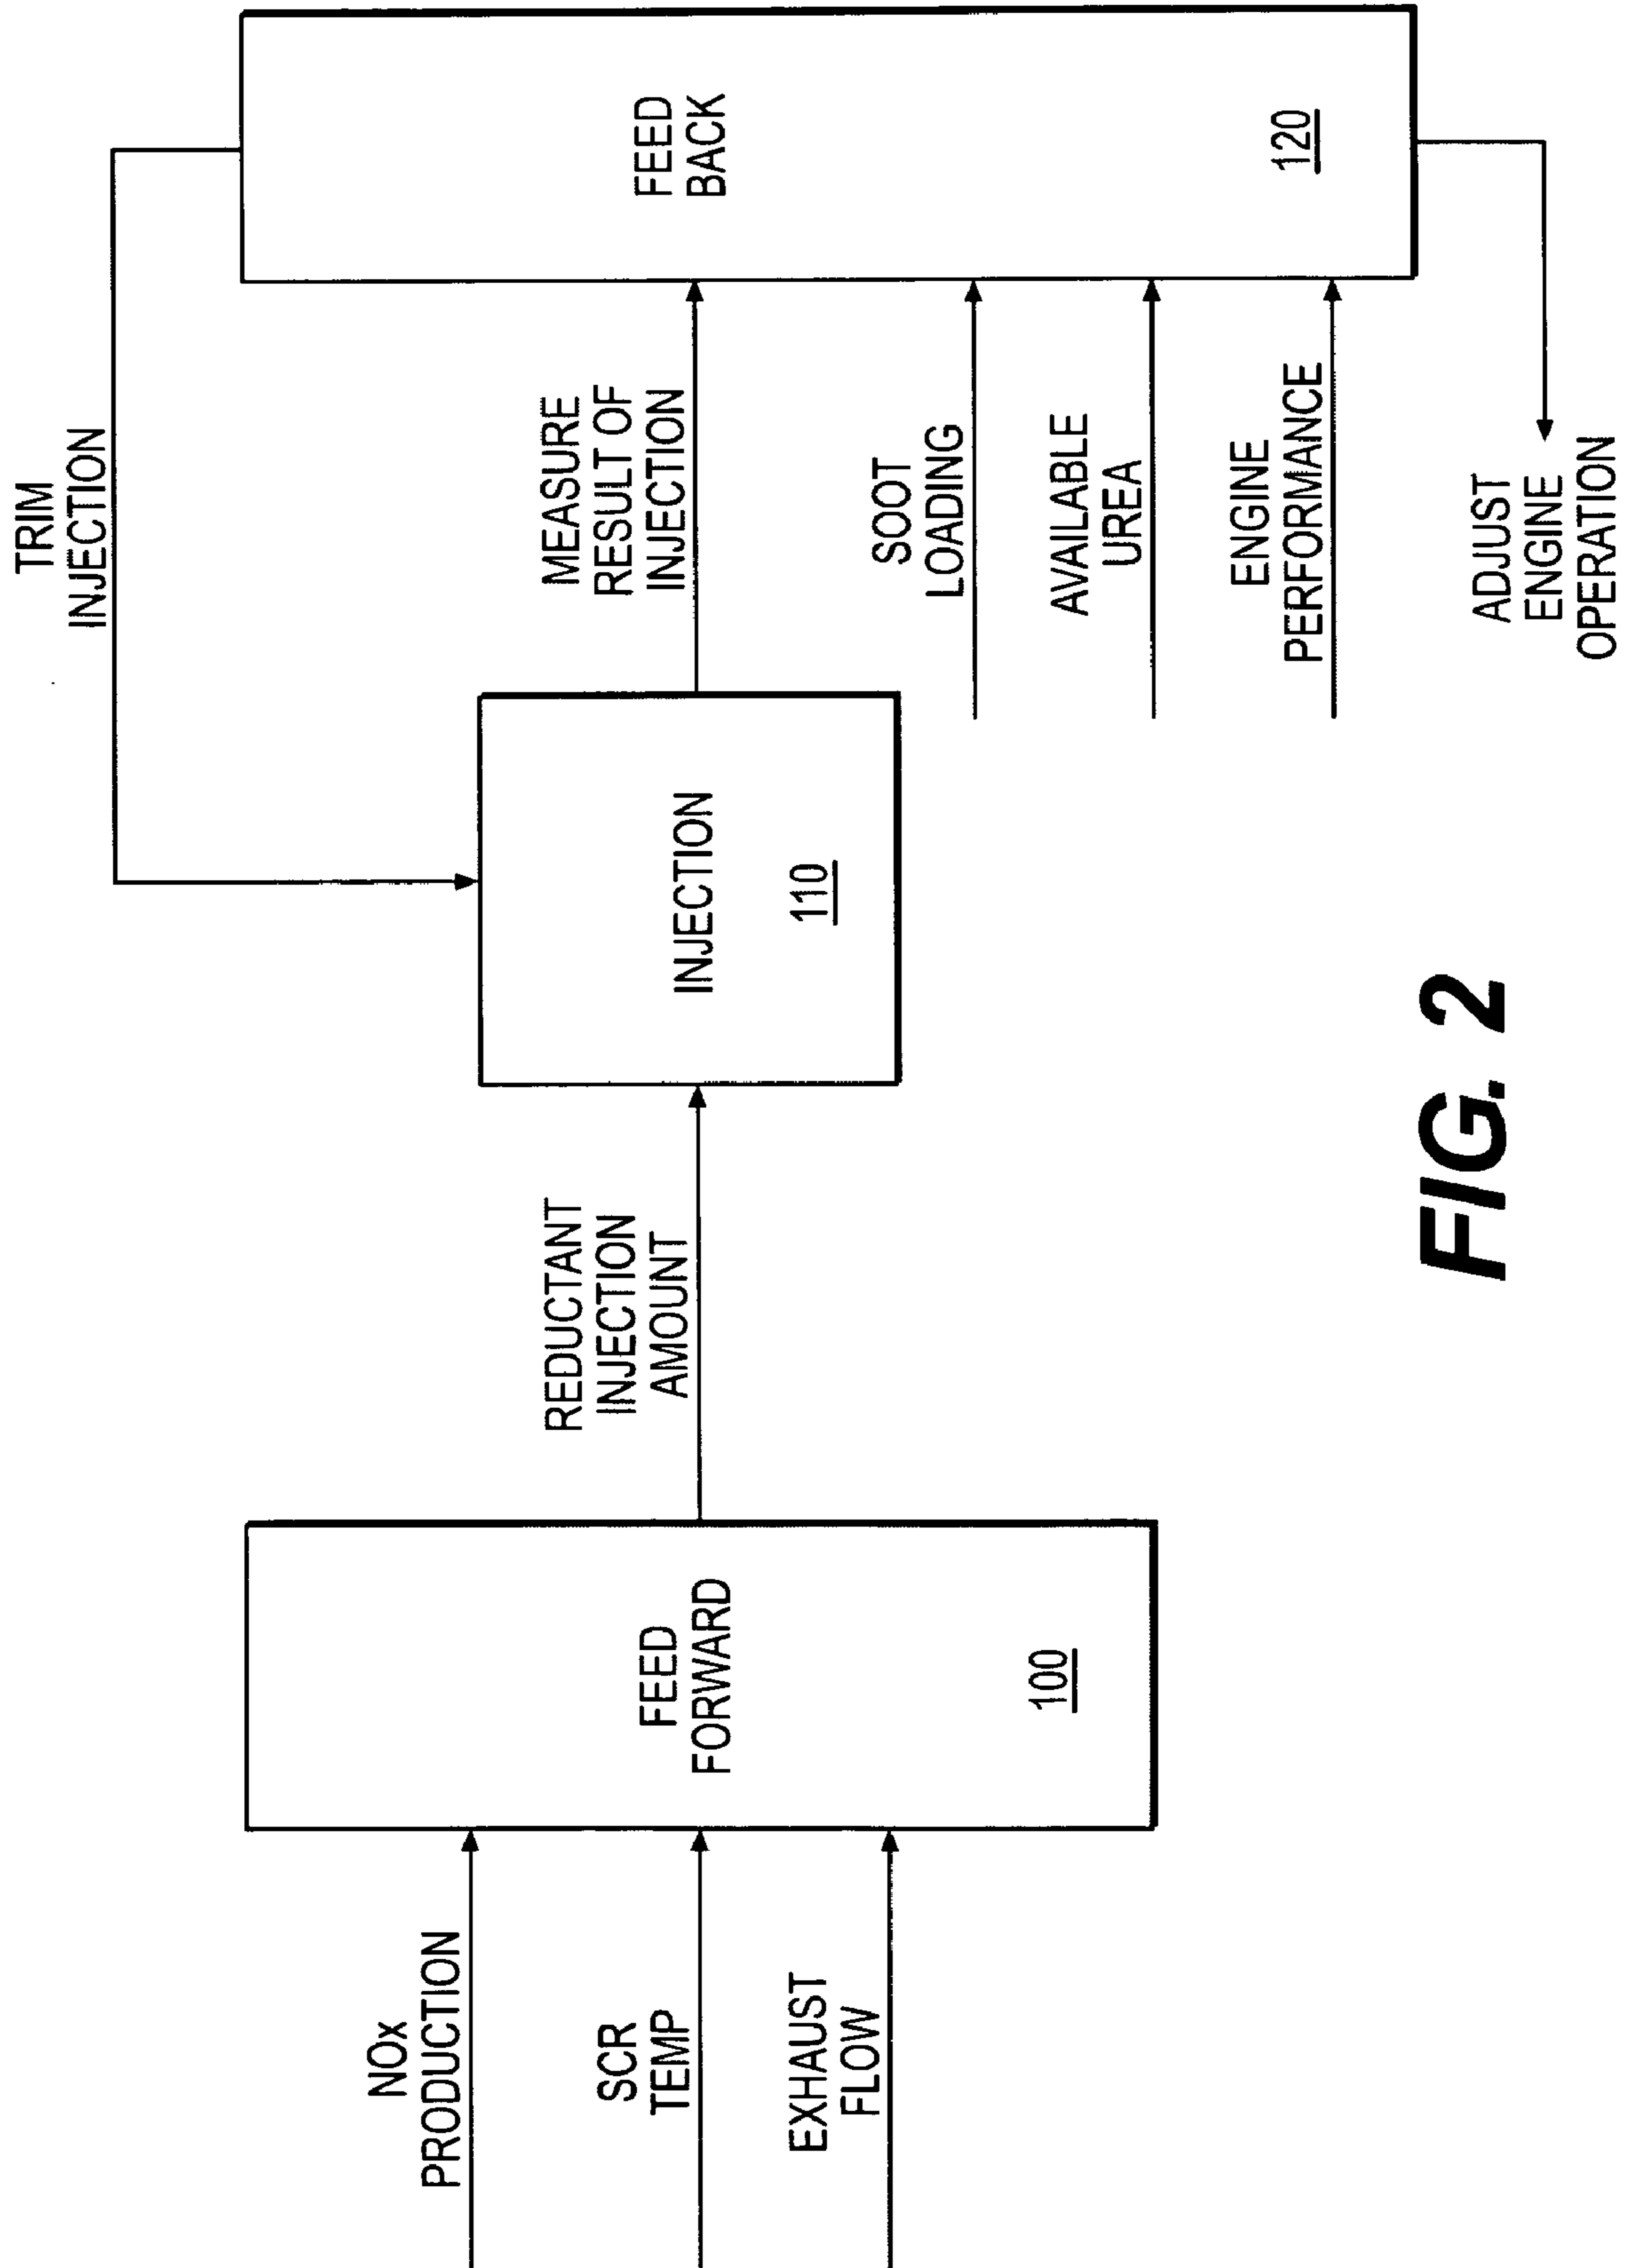 NOx
PRODUCTION
SCR
TEMP
EXHAUST
FLOW
FEED
FORWARD
100
REDUCTANT
INJECTION
AMOUNT
INJECTION
110
TRIM
INJECTION
MEASURE
RESULT OF
INJECTION
SOOT
LOADING
AVAILABLE
UREA
ENGINE
PERFORMANCE
FEED
BACK
120
ADJUST
ENGINE
OPERATION
FIG. 2